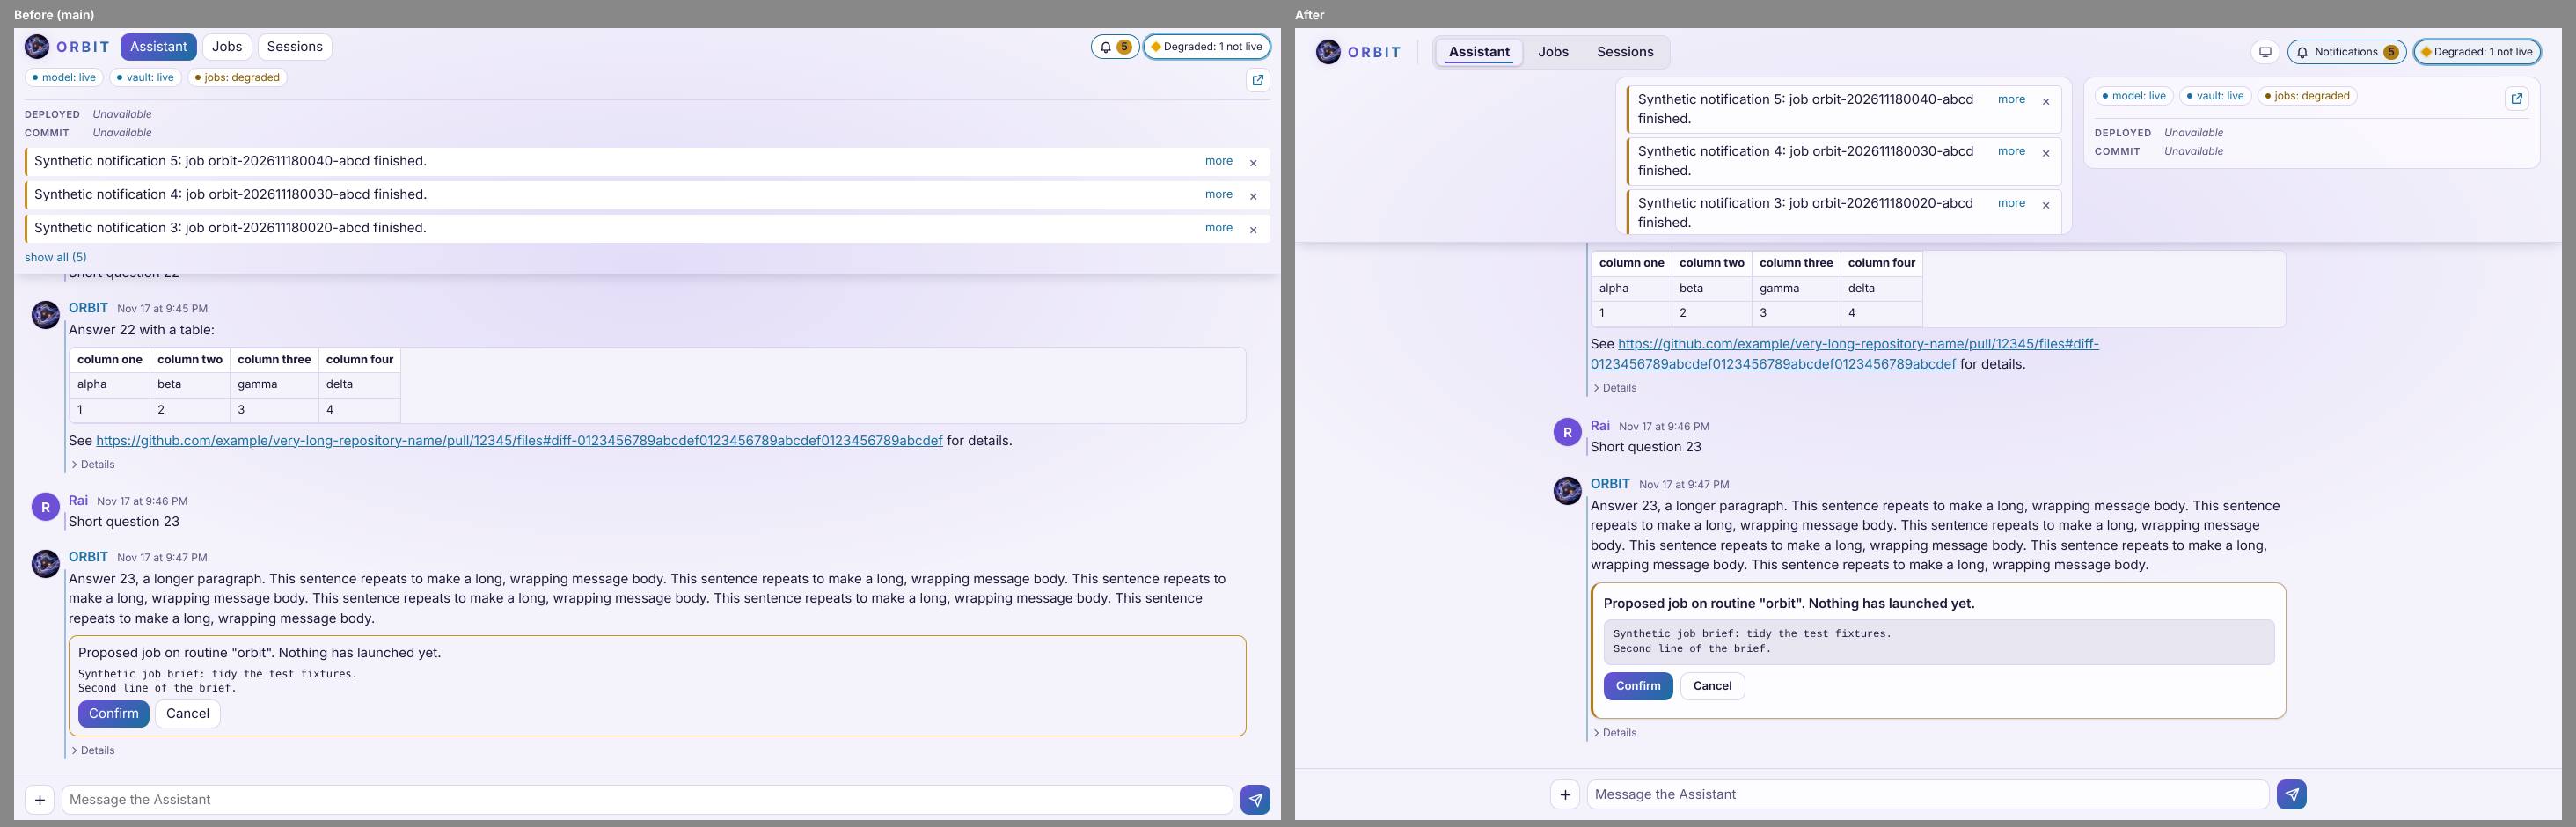 Before (main)
ORBIT Assistant Jobs Sessions 5 Degraded: 1 not live
model: live vault: live jobs: degraded
DEPLOYED Unavailable
COMMIT Unavailable
Synthetic notification 5: job orbit-202611180040-abcd finished. more ×
Synthetic notification 4: job orbit-202611180030-abcd finished. more ×
Synthetic notification 3: job orbit-202611180020-abcd finished. more ×
show all (5)
Short question 22
ORBIT Nov 17 at 9:45 PM
Answer 22 with a table:
column one column two column three column four
alpha beta gamma delta
1 2 3 4
See https://github.com/example/very-long-repository-name/pull/12345/files#diff-0123456789abcdef0123456789abcdef0123456789abcdef for details.
Details
R Rai Nov 17 at 9:46 PM
Short question 23
ORBIT Nov 17 at 9:47 PM
Answer 23, a longer paragraph. This sentence repeats to make a long, wrapping message body. This sentence repeats to make a long, wrapping message body. This sentence repeats to
make a long, wrapping message body. This sentence repeats to make a long, wrapping message body. This sentence repeats to make a long, wrapping message body. This sentence
repeats to make a long, wrapping message body.
Proposed job on routine "orbit". Nothing has launched yet.
Synthetic job brief: tidy the test fixtures.
Second line of the brief.
Confirm Cancel
Details
+ Message the Assistant
After
ORBIT Assistant Jobs Sessions Notifications 5 Degraded: 1 not live
Synthetic notification 5: job orbit-202611180040-abcd more ×
finished.
Synthetic notification 4: job orbit-202611180030-abcd more ×
finished.
Synthetic notification 3: job orbit-202611180020-abcd more ×
finished.
model: live vault: live jobs: degraded
DEPLOYED Unavailable
COMMIT Unavailable
column one column two column three column four
alpha beta gamma delta
1 2 3 4
See https://github.com/example/very-long-repository-name/pull/12345/files#diff-
0123456789abcdef0123456789abcdef0123456789abcdef for details.
Details
R Rai Nov 17 at 9:46 PM
Short question 23
ORBIT Nov 17 at 9:47 PM
Answer 23, a longer paragraph. This sentence repeats to make a long, wrapping message body. This sentence
repeats to make a long, wrapping message body. This sentence repeats to make a long, wrapping message
body. This sentence repeats to make a long, wrapping message body. This sentence repeats to make a long,
wrapping message body. This sentence repeats to make a long, wrapping message body.
Proposed job on routine "orbit". Nothing has launched yet.
Synthetic job brief: tidy the test fixtures.
Second line of the brief.
Confirm Cancel
Details
+ Message the Assistant